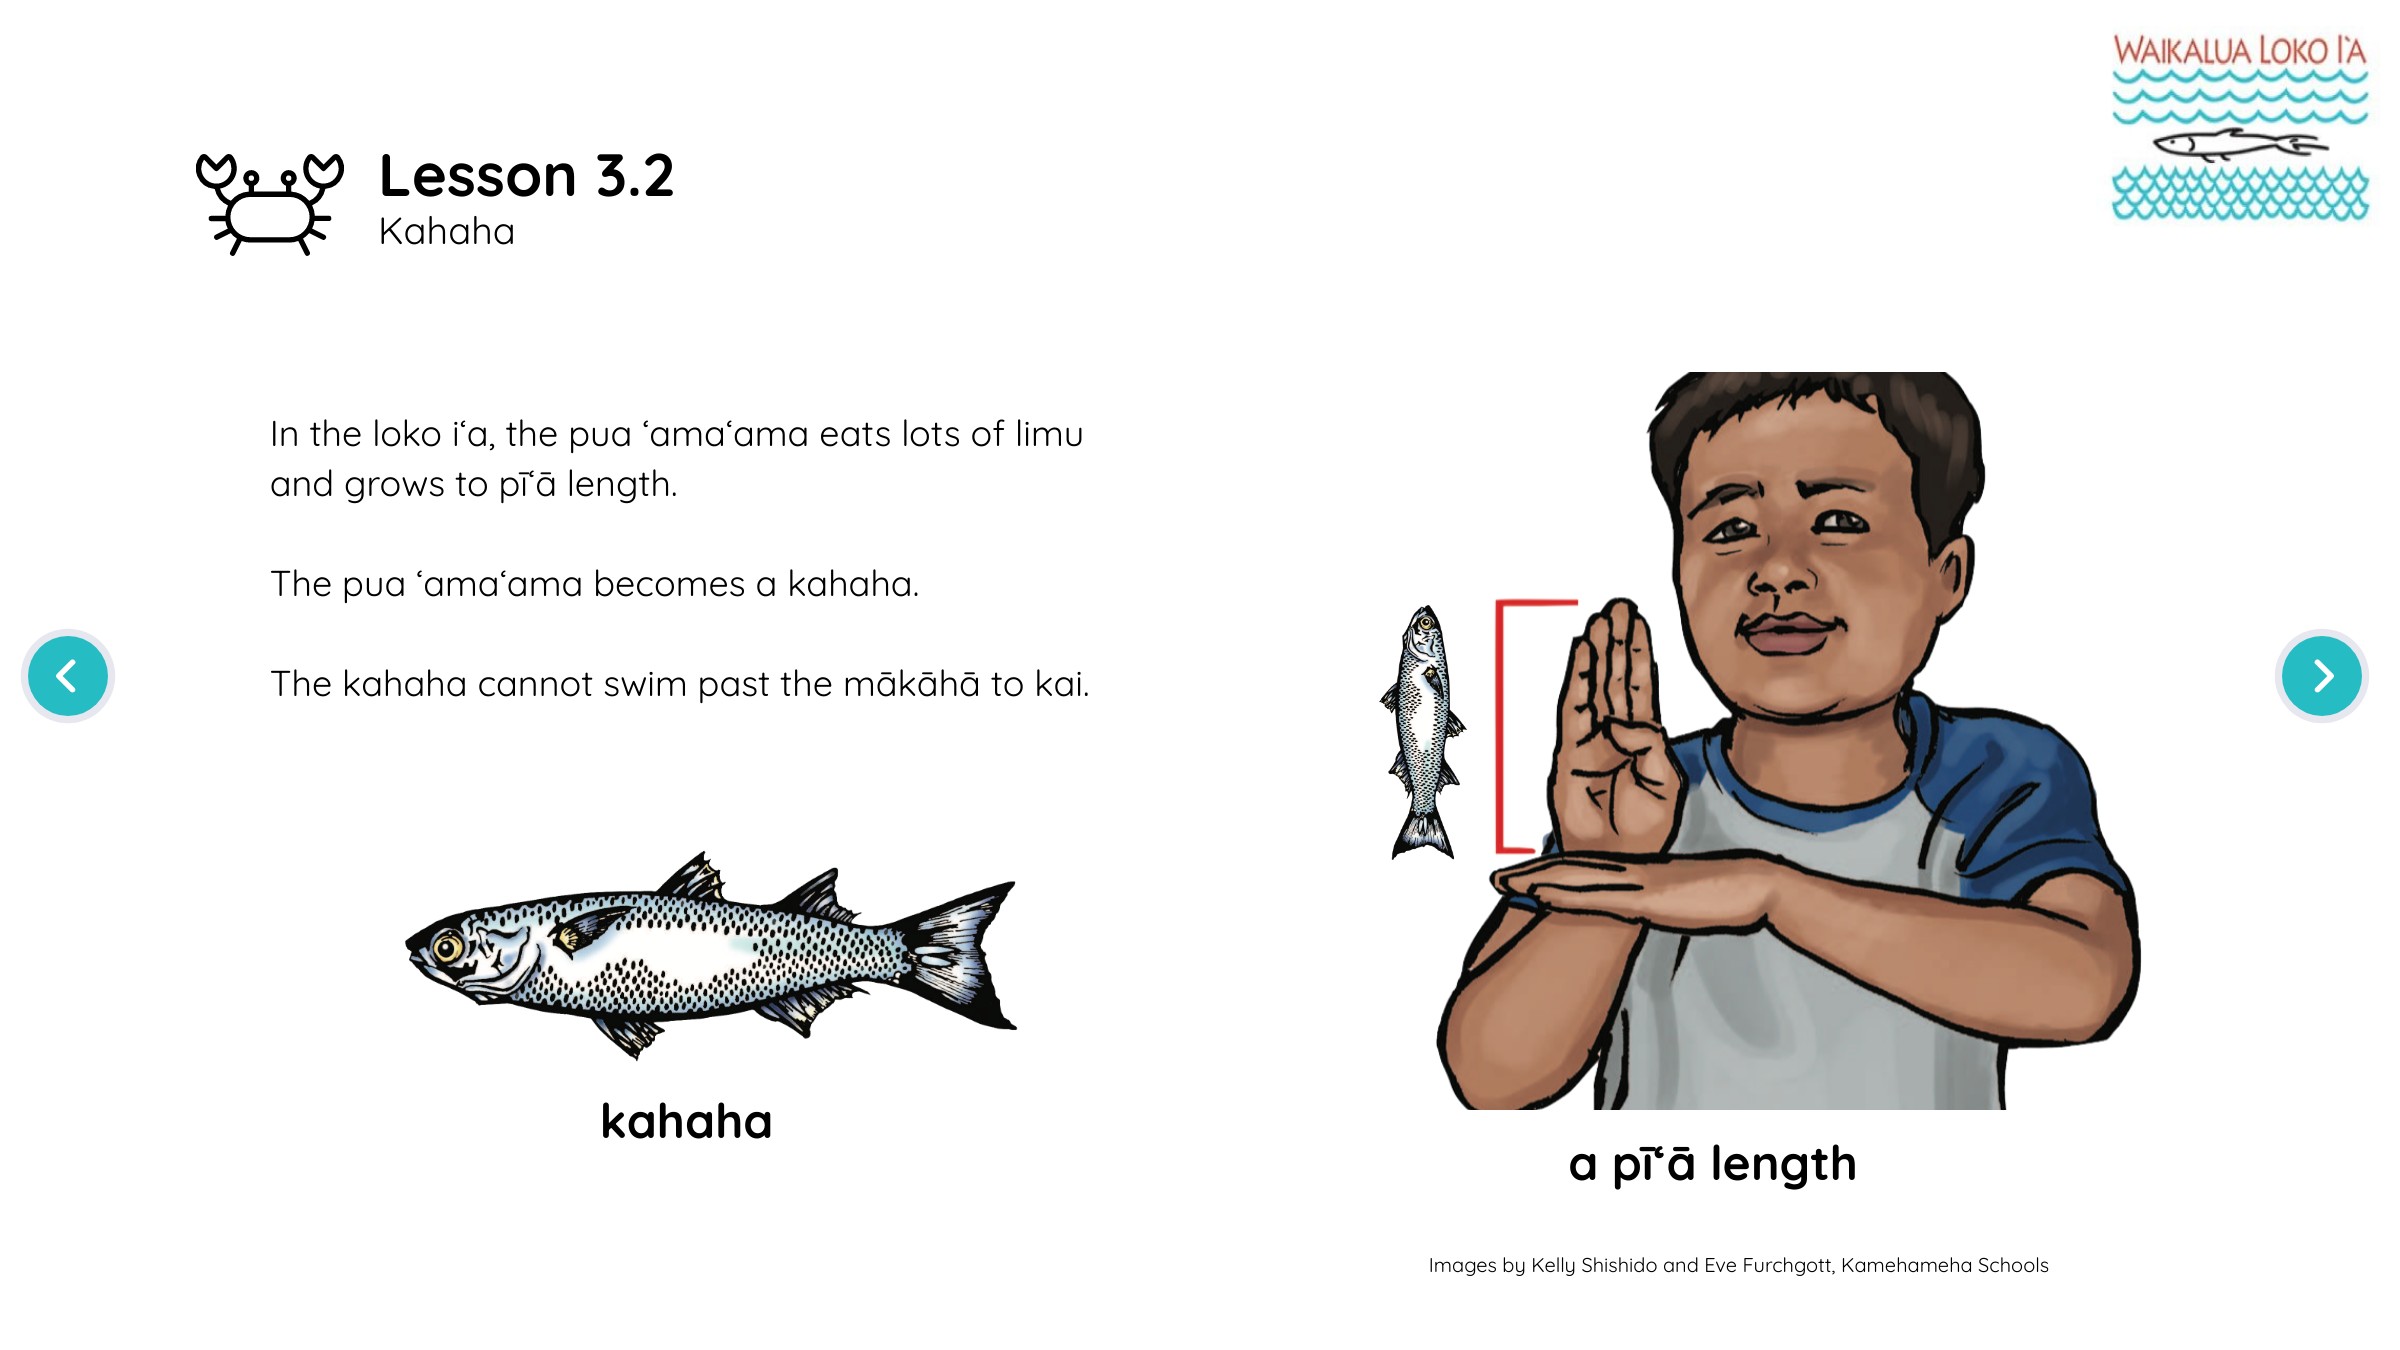 WAIKALUA LOKO I'A
Lesson 3.2
Kahaha
In the loko iʻa, the pua ʻamaʻama eats lots of limu
and grows to pīʻā length.
The pua ʻamaʻama becomes a kahaha.
The kahaha cannot swim past the mākāhā to kai.
kahaha
a pīʻā length
Images by Kelly Shishido and Eve Furchgott, Kamehameha Schools